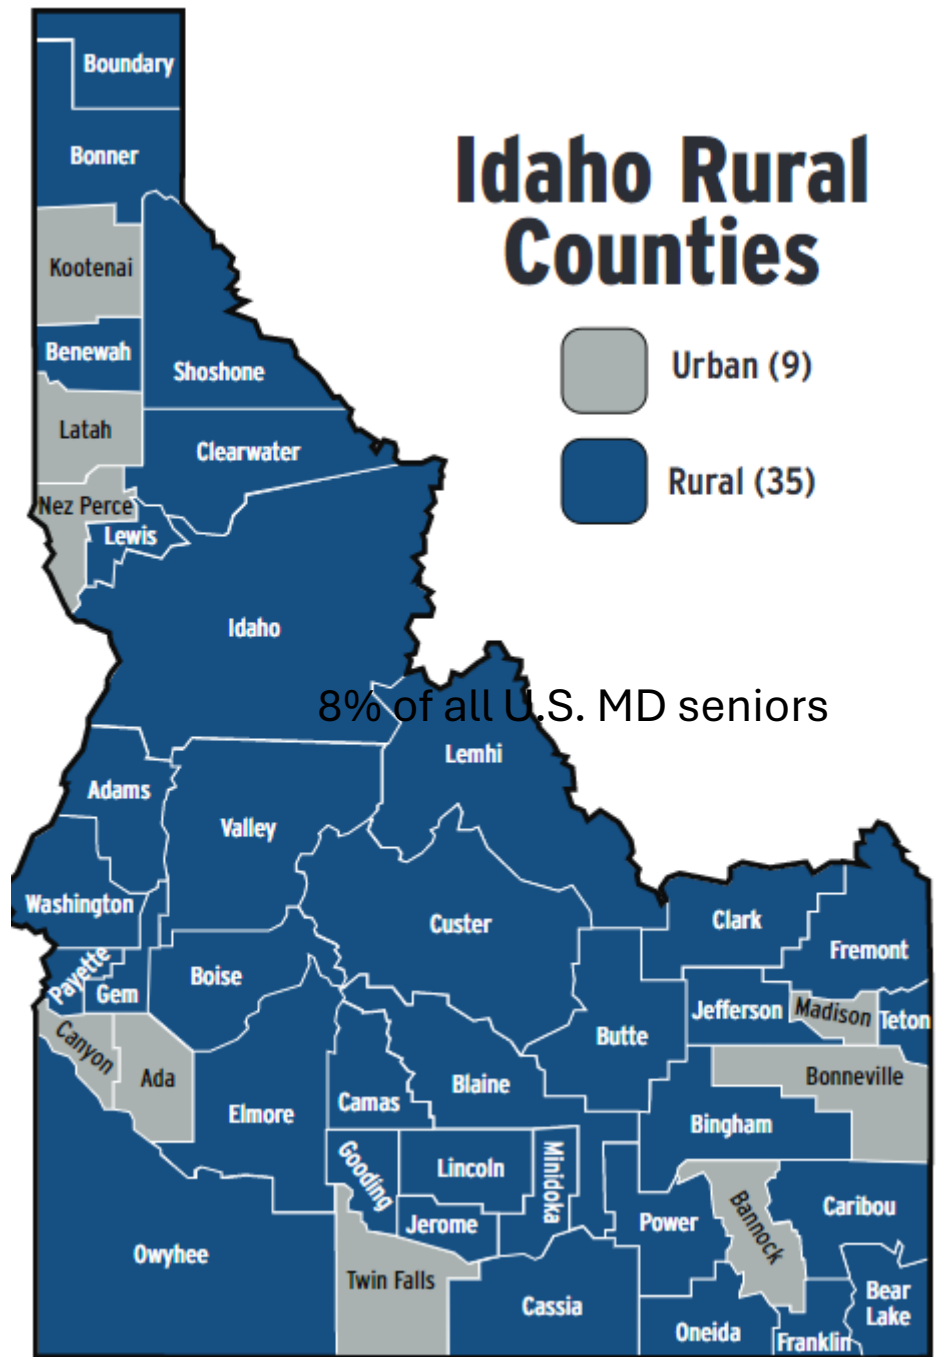 Idaho Rural
Counties
Urban (9)
Rural (35)
Boundary
Bonner
Kootenai
Benewah
Shoshone
Latah
Clearwater
Nez Perce
Lewis
Idaho
8% of all U.S. MD seniors
Lemhi
Adams
Valley
Washington
Custer
Clark
Fremont
Payette
Gem
Boise
Jefferson
Madison
Teton
Canyon
Ada
Butte
Bonneville
Elmore
Camas
Blaine
Bingham
Gooding
Lincoln
Minidoka
Jerome
Power
Bannock
Caribou
Owyhee
Twin Falls
Cassia
Bear
Lake
Oneida
Franklin